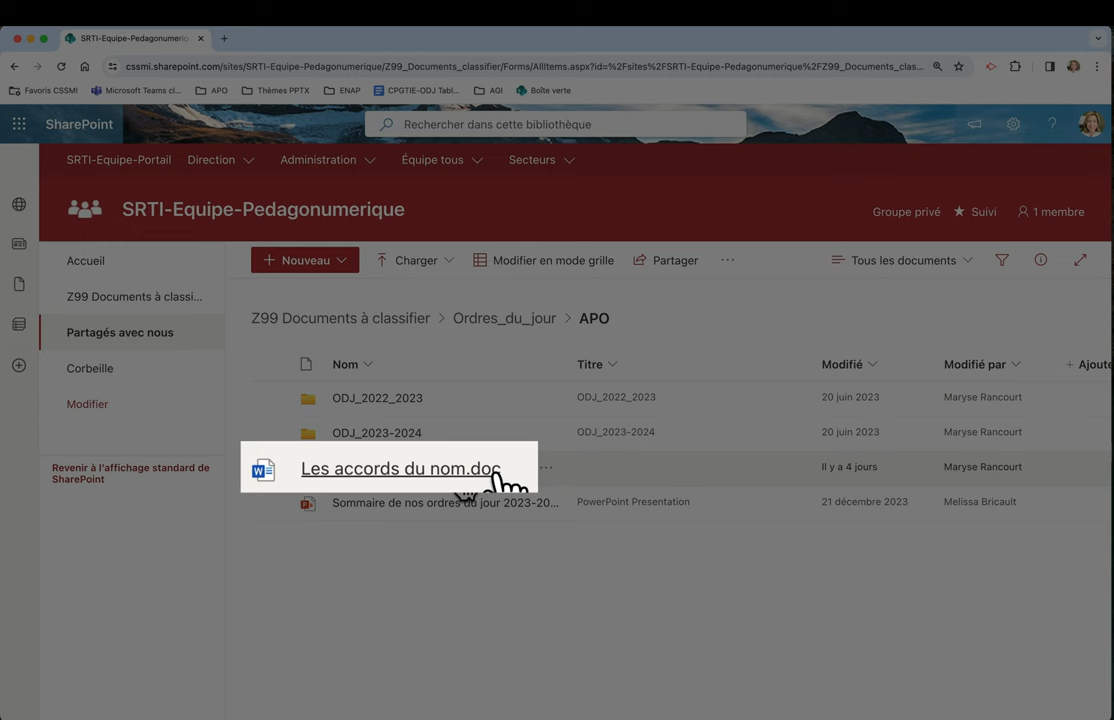 SRTI-Equipe-Pedagonumeriq
cssmi.sharepoint.com/sites/SRTI-Equipe-Pedagonumerique/Z99_Documents_classifier/Forms/AllItems.aspx?id=%2Fsites%2FSRTI-Equipe-Pedagonumerique%2FZ99_Documents_clas...
Favoris CSSMI Microsoft Teams cl... APO Thèmes PPTX ENAP CPGTIE-ODJ Tabl... AGI Boîte verte
SharePoint Rechercher dans cette bibliothèque
SRTI-Equipe-Portail Direction Administration Équipe tous Secteurs
SRTI-Equipe-Pedagonumerique Groupe privé Suivi 1 membre
Accueil + Nouveau Charger Modifier en mode grille Partager ... Tous les documents
Z99 Documents à classi...
Z99 Documents à classifier > Ordres_du_jour > APO
Partagés avec nous
Corbeille Nom Titre Modifié Modifié par + Ajoute
Modifier ODJ_2022_2023 ODJ_2022_2023 20 juin 2023 Maryse Rancourt
ODJ_2023-2024 ODJ_2023-2024 20 juin 2023 Maryse Rancourt
Revenir à l'affichage standard de
SharePoint
Les accords du nom.doc ... Il y a 4 jours Maryse Rancourt
Sommaire de nos ordres du jour 2023-20... PowerPoint Presentation 21 décembre 2023 Melissa Bricault